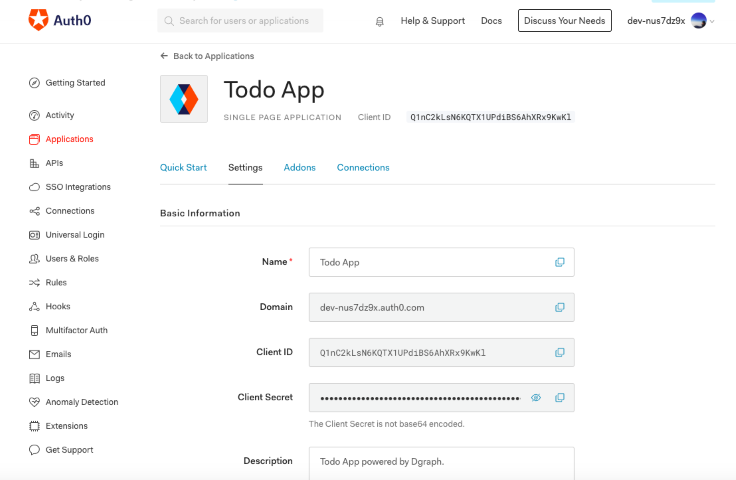 Auth0
Search for users or applications
Help & Support
Docs
Discuss Your Needs
dev-nus7dz9x
Getting Started
Activity
Applications
APIs
SSO Integrations
Connections
Universal Login
Users & Roles
Rules
Hooks
Multifactor Auth
Emails
Logs
Anomaly Detection
Extensions
Get Support
Back to Applications
Todo App
SINGLE PAGE APPLICATION
Client ID
Q1nC2kLsN6KQTX1UPdiBS6AhXRx9KwKl
Quick Start
Settings
Addons
Connections
Basic Information
Name*
Todo App
Domain
dev-nus7dz9x.auth0.com
Client ID
Q1nC2kLsN6KQTX1UPdiBS6AhXRx9KwKl
Client Secret
The Client Secret is not base64 encoded.
Description
Todo App powered by Dgraph.